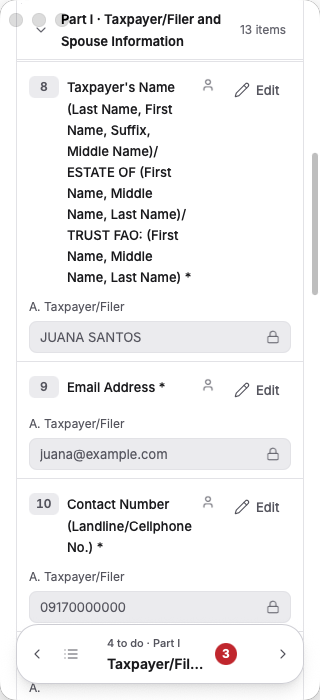 Part I · Taxpayer/Filer and
Spouse Information
13 items
8
Taxpayer's Name
(Last Name, First
Name, Suffix,
Middle Name)/
ESTATE OF (First
Name, Middle
Name, Last Name)/
TRUST FAO: (First
Name, Middle
Name, Last Name) *
Edit
A. Taxpayer/Filer
JUANA SANTOS
9
Email Address *
Edit
A. Taxpayer/Filer
juana@example.com
10
Contact Number
(Landline/Cellphone
No.) *
Edit
A. Taxpayer/Filer
09170000000
4 to do · Part I
Taxpayer/Fil...
3
A.